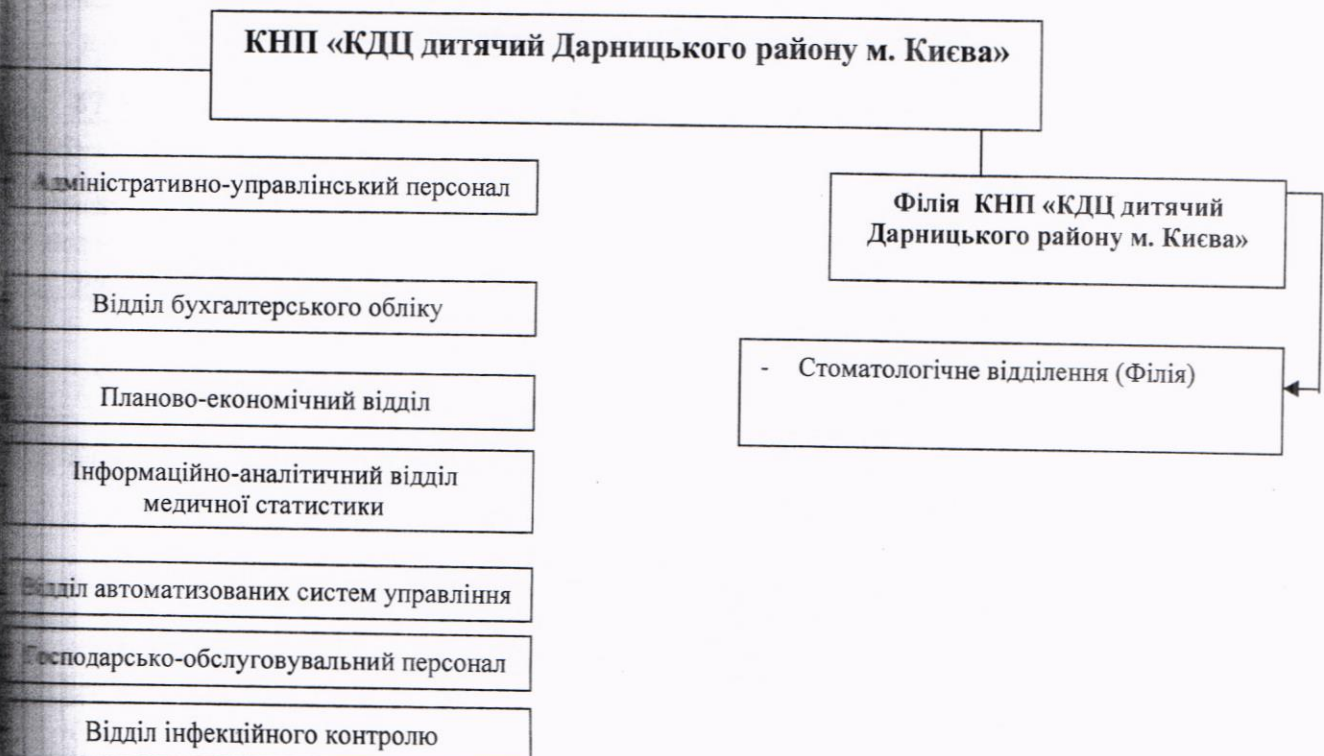 КНП «КДЦ дитячий Дарницького району м. Києва»
Адміністративно-управлінський персонал
Відділ бухгалтерського обліку
Планово-економічний відділ
Інформаційно-аналітичний відділ
медичної статистики
Відділ автоматизованих систем управління
Господарсько-обслуговувальний персонал
Відділ інфекційного контролю
Філія КНП «КДЦ дитячий
Дарницького району м. Києва»
- Стоматологічне відділення (Філія)